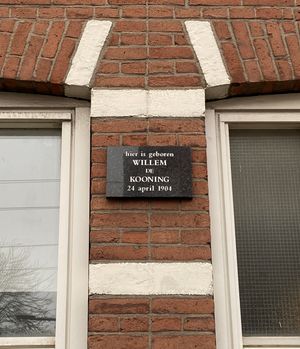 hier is geboren
WILLEM
DE
KOONING
24 april 1904